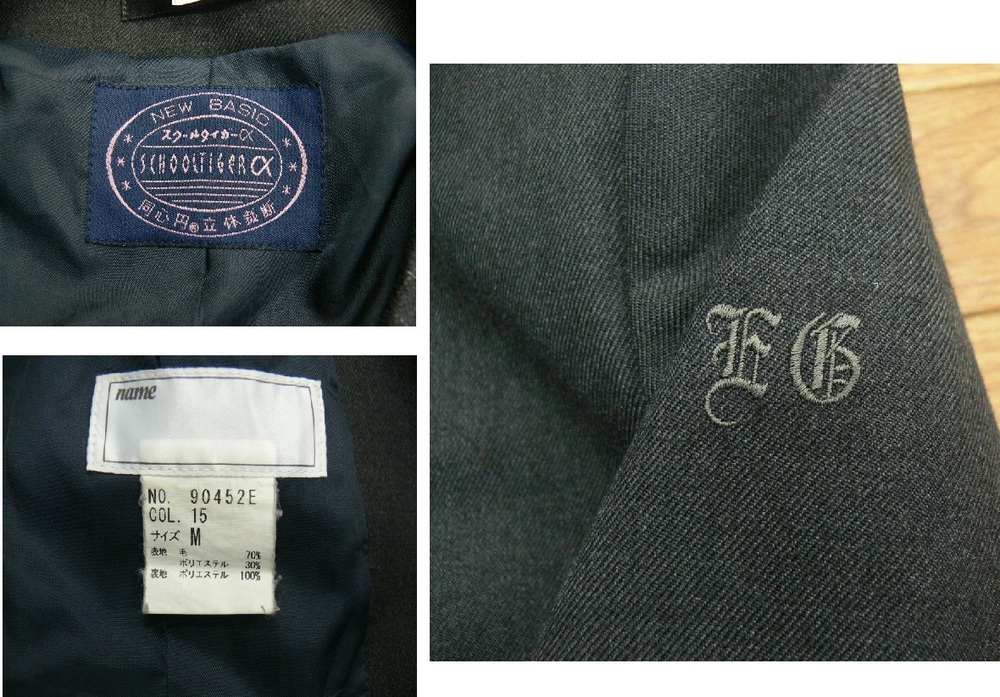 NEW BASIC
スクールタイガーα
SCHOOLTIGER α
同心円 立体裁断
name
NO. 90452E
COL. 15
サイズ M
表地 毛 70%
ポリエステル 30%
裏地 ポリエステル 100%
EG